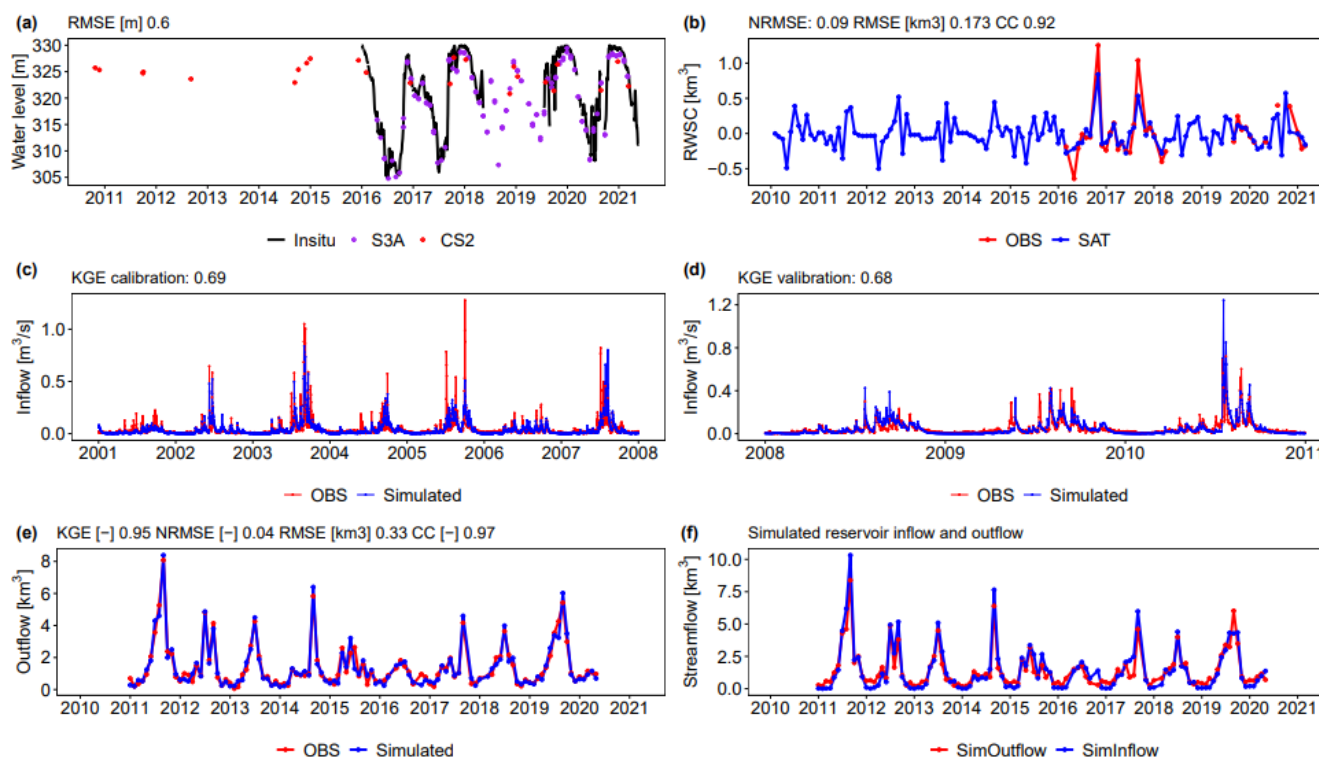 (a) RMSE [m] 0.6
Water level [m]
330
325
320
315
310
305
2011 2012 2013 2014 2015 2016 2017 2018 2019 2020 2021
Insitu S3A CS2
(b) NRMSE: 0.09 RMSE [km3] 0.173 CC 0.92
RWSC [km³]
1.0
0.5
0.0
−0.5
2010 2011 2012 2013 2014 2015 2016 2017 2018 2019 2020 2021
OBS SAT
(c) KGE calibration: 0.69
Inflow [m³/s]
1.0
0.5
0.0
2001 2002 2003 2004 2005 2006 2007 2008
OBS Simulated
(d) KGE valibration: 0.68
Inflow [m³/s]
1.2
0.8
0.4
0.0
2008 2009 2010 2011
OBS Simulated
(e) KGE [−] 0.95 NRMSE [−] 0.04 RMSE [km3] 0.33 CC [−] 0.97
Outflow [km³]
8
6
4
2
0
2010 2011 2012 2013 2014 2015 2016 2017 2018 2019 2020 2021
OBS Simulated
(f) Simulated reservoir inflow and outflow
Streamflow [km³]
10.0
7.5
5.0
2.5
0.0
2010 2011 2012 2013 2014 2015 2016 2017 2018 2019 2020 2021
SimOutflow SimInflow